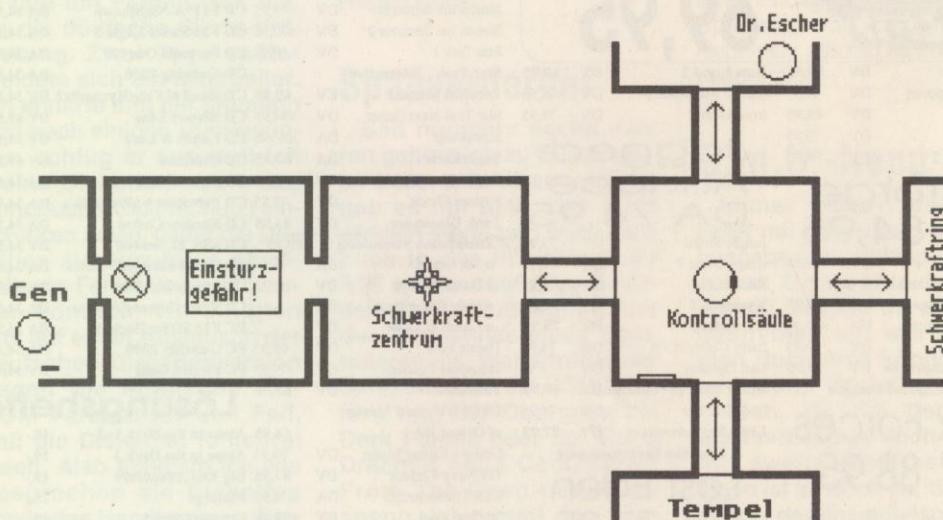 Dr.Escher
Gen
Einsturz-
gefahr
Schwerkraft-
zentrum
Kontrollsäule
Schwerkraftring
Tempel